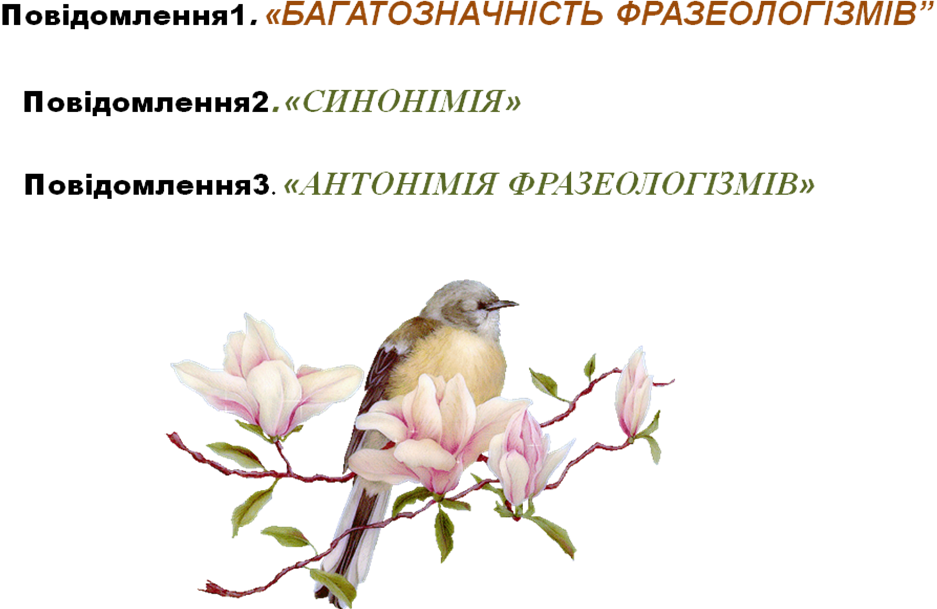 Повідомлення1. «БАГАТОЗНАЧНІСТЬ ФРАЗЕОЛОГІЗМІВ”
Повідомлення2.«СИНОНІМІЯ»
Повідомлення3. «АНТОНІМІЯ ФРАЗЕОЛОГІЗМІВ»